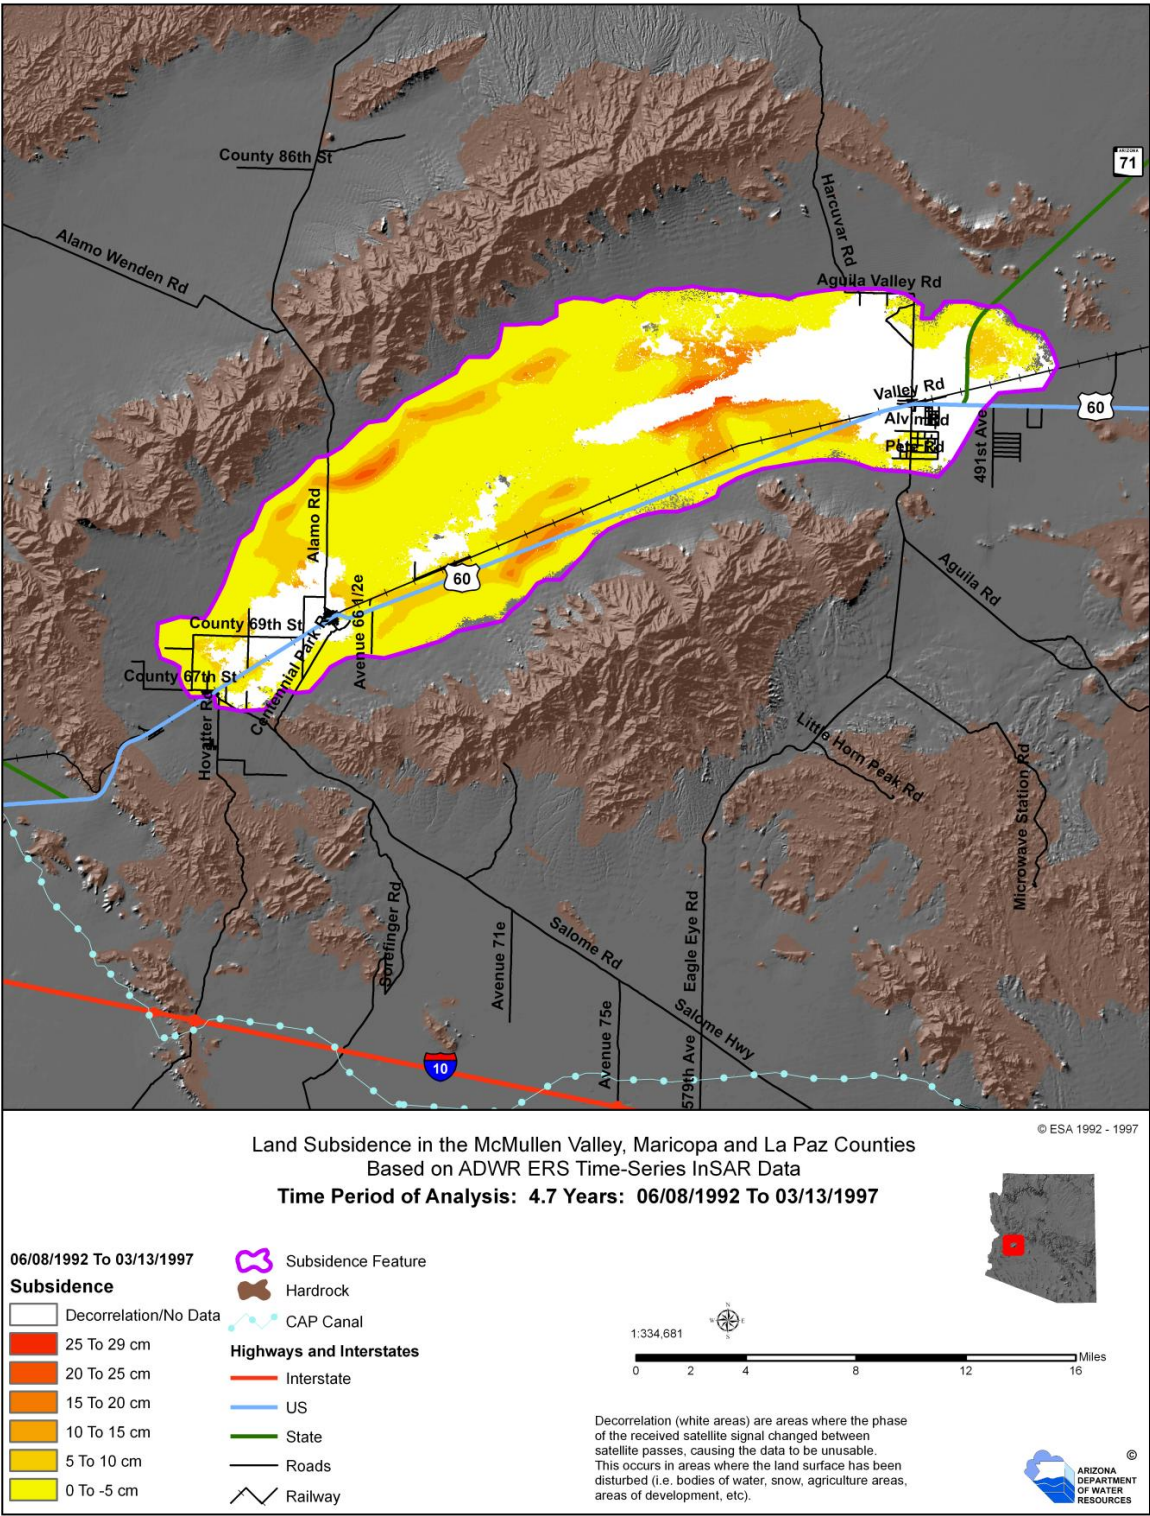 County 86th St
ARIZONA
71
Alamo Wenden Rd
Harcuvar Rd
Aguila Valley Rd
Valley Rd
60
Alvin Rd
Pete Rd
491st Ave
Alamo Rd
60
Avenue 66 1/2e
Aguila Rd
County 69th St
Centennial Park Rd
County 67th St
Hovatter Rd
Little Horn Peak Rd
Microwave Station Rd
Sorefinger Rd
Avenue 71e
Salome Rd
Eagle Eye Rd
Avenue 75e
Salome Hwy
579th Ave
10
© ESA 1992 - 1997
Land Subsidence in the McMullen Valley, Maricopa and La Paz Counties
Based on ADWR ERS Time-Series InSAR Data
Time Period of Analysis: 4.7 Years: 06/08/1992 To 03/13/1997
06/08/1992 To 03/13/1997
Subsidence
Decorrelation/No Data
25 To 29 cm
20 To 25 cm
15 To 20 cm
10 To 15 cm
5 To 10 cm
0 To -5 cm
Subsidence Feature
Hardrock
CAP Canal
Highways and Interstates
Interstate
US
State
Roads
Railway
N
W E
S
1:334,681
Miles
0 2 4 8 12 16
Decorrelation (white areas) are areas where the phase
of the received satellite signal changed between
satellite passes, causing the data to be unusable.
This occurs in areas where the land surface has been
disturbed (i.e. bodies of water, snow, agriculture areas,
areas of development, etc).
©
ARIZONA
DEPARTMENT
OF WATER
RESOURCES